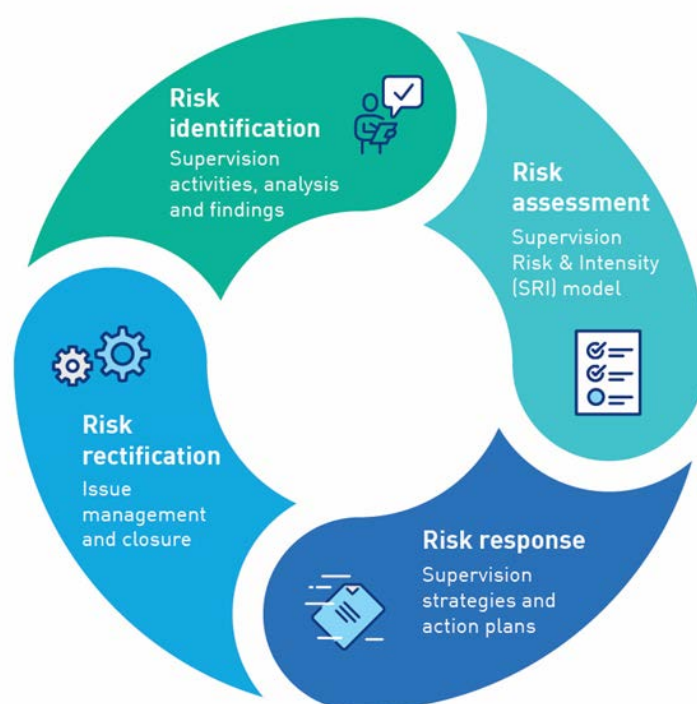 Risk
identification
Supervision
activities, analysis
and findings
Risk
assessment
Supervision
Risk & Intensity
(SRI) model
Risk response
Supervision
strategies and
action plans
Risk
rectification
Issue
management
and closure